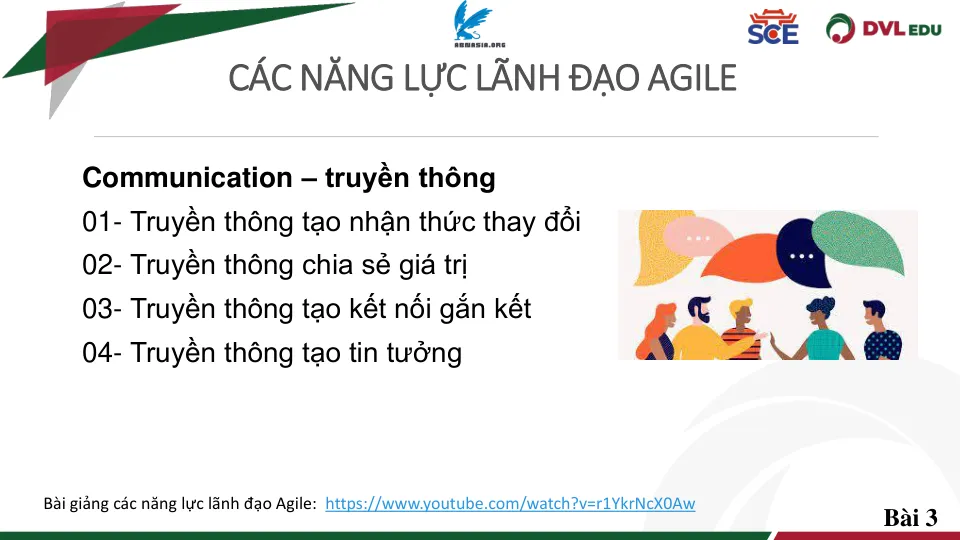 ARMASIA.ORG
SCE
DVL EDU
CÁC NĂNG LỰC LÃNH ĐẠO AGILE
Communication – truyền thông
01- Truyền thông tạo nhận thức thay đổi
02- Truyền thông chia sẻ giá trị
03- Truyền thông tạo kết nối gắn kết
04- Truyền thông tạo tin tưởng
Bài giảng các năng lực lãnh đạo Agile: https://www.youtube.com/watch?v=r1YkrNcX0Aw
Bài 3